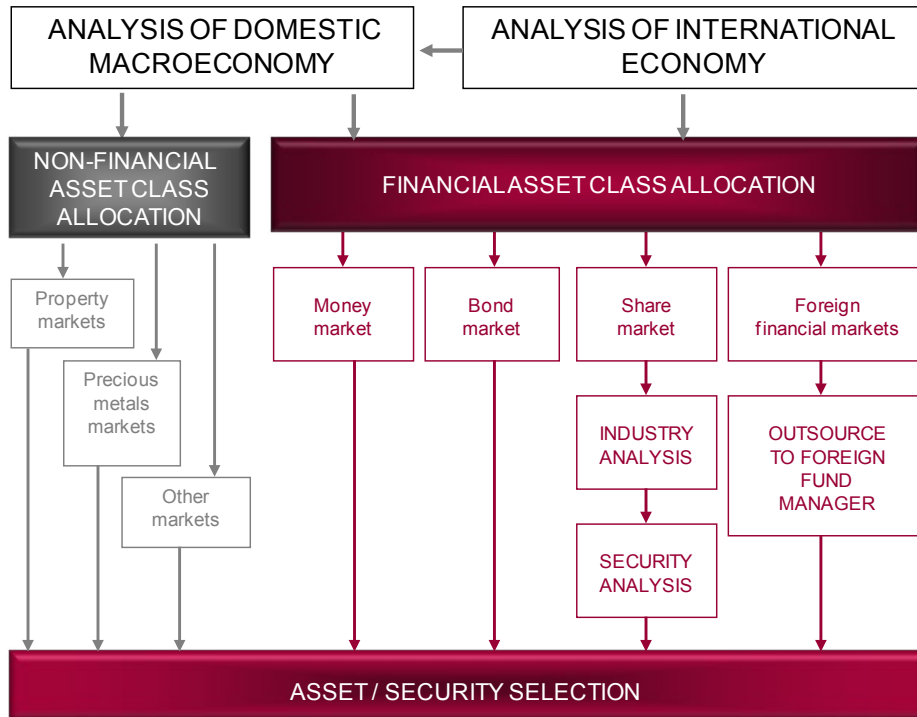 ANALYSIS OF DOMESTIC
MACROECONOMY
ANALYSIS OF INTERNATIONAL
ECONOMY
NON-FINANCIAL
ASSET CLASS
ALLOCATION
FINANCIAL ASSET CLASS ALLOCATION
Property
markets
Precious
metals
markets
Other
markets
Money
market
Bond
market
Share
market
Foreign
financial markets
INDUSTRY
ANALYSIS
OUTSOURCE
TO FOREIGN
FUND
MANAGER
SECURITY
ANALYSIS
ASSET / SECURITY SELECTION